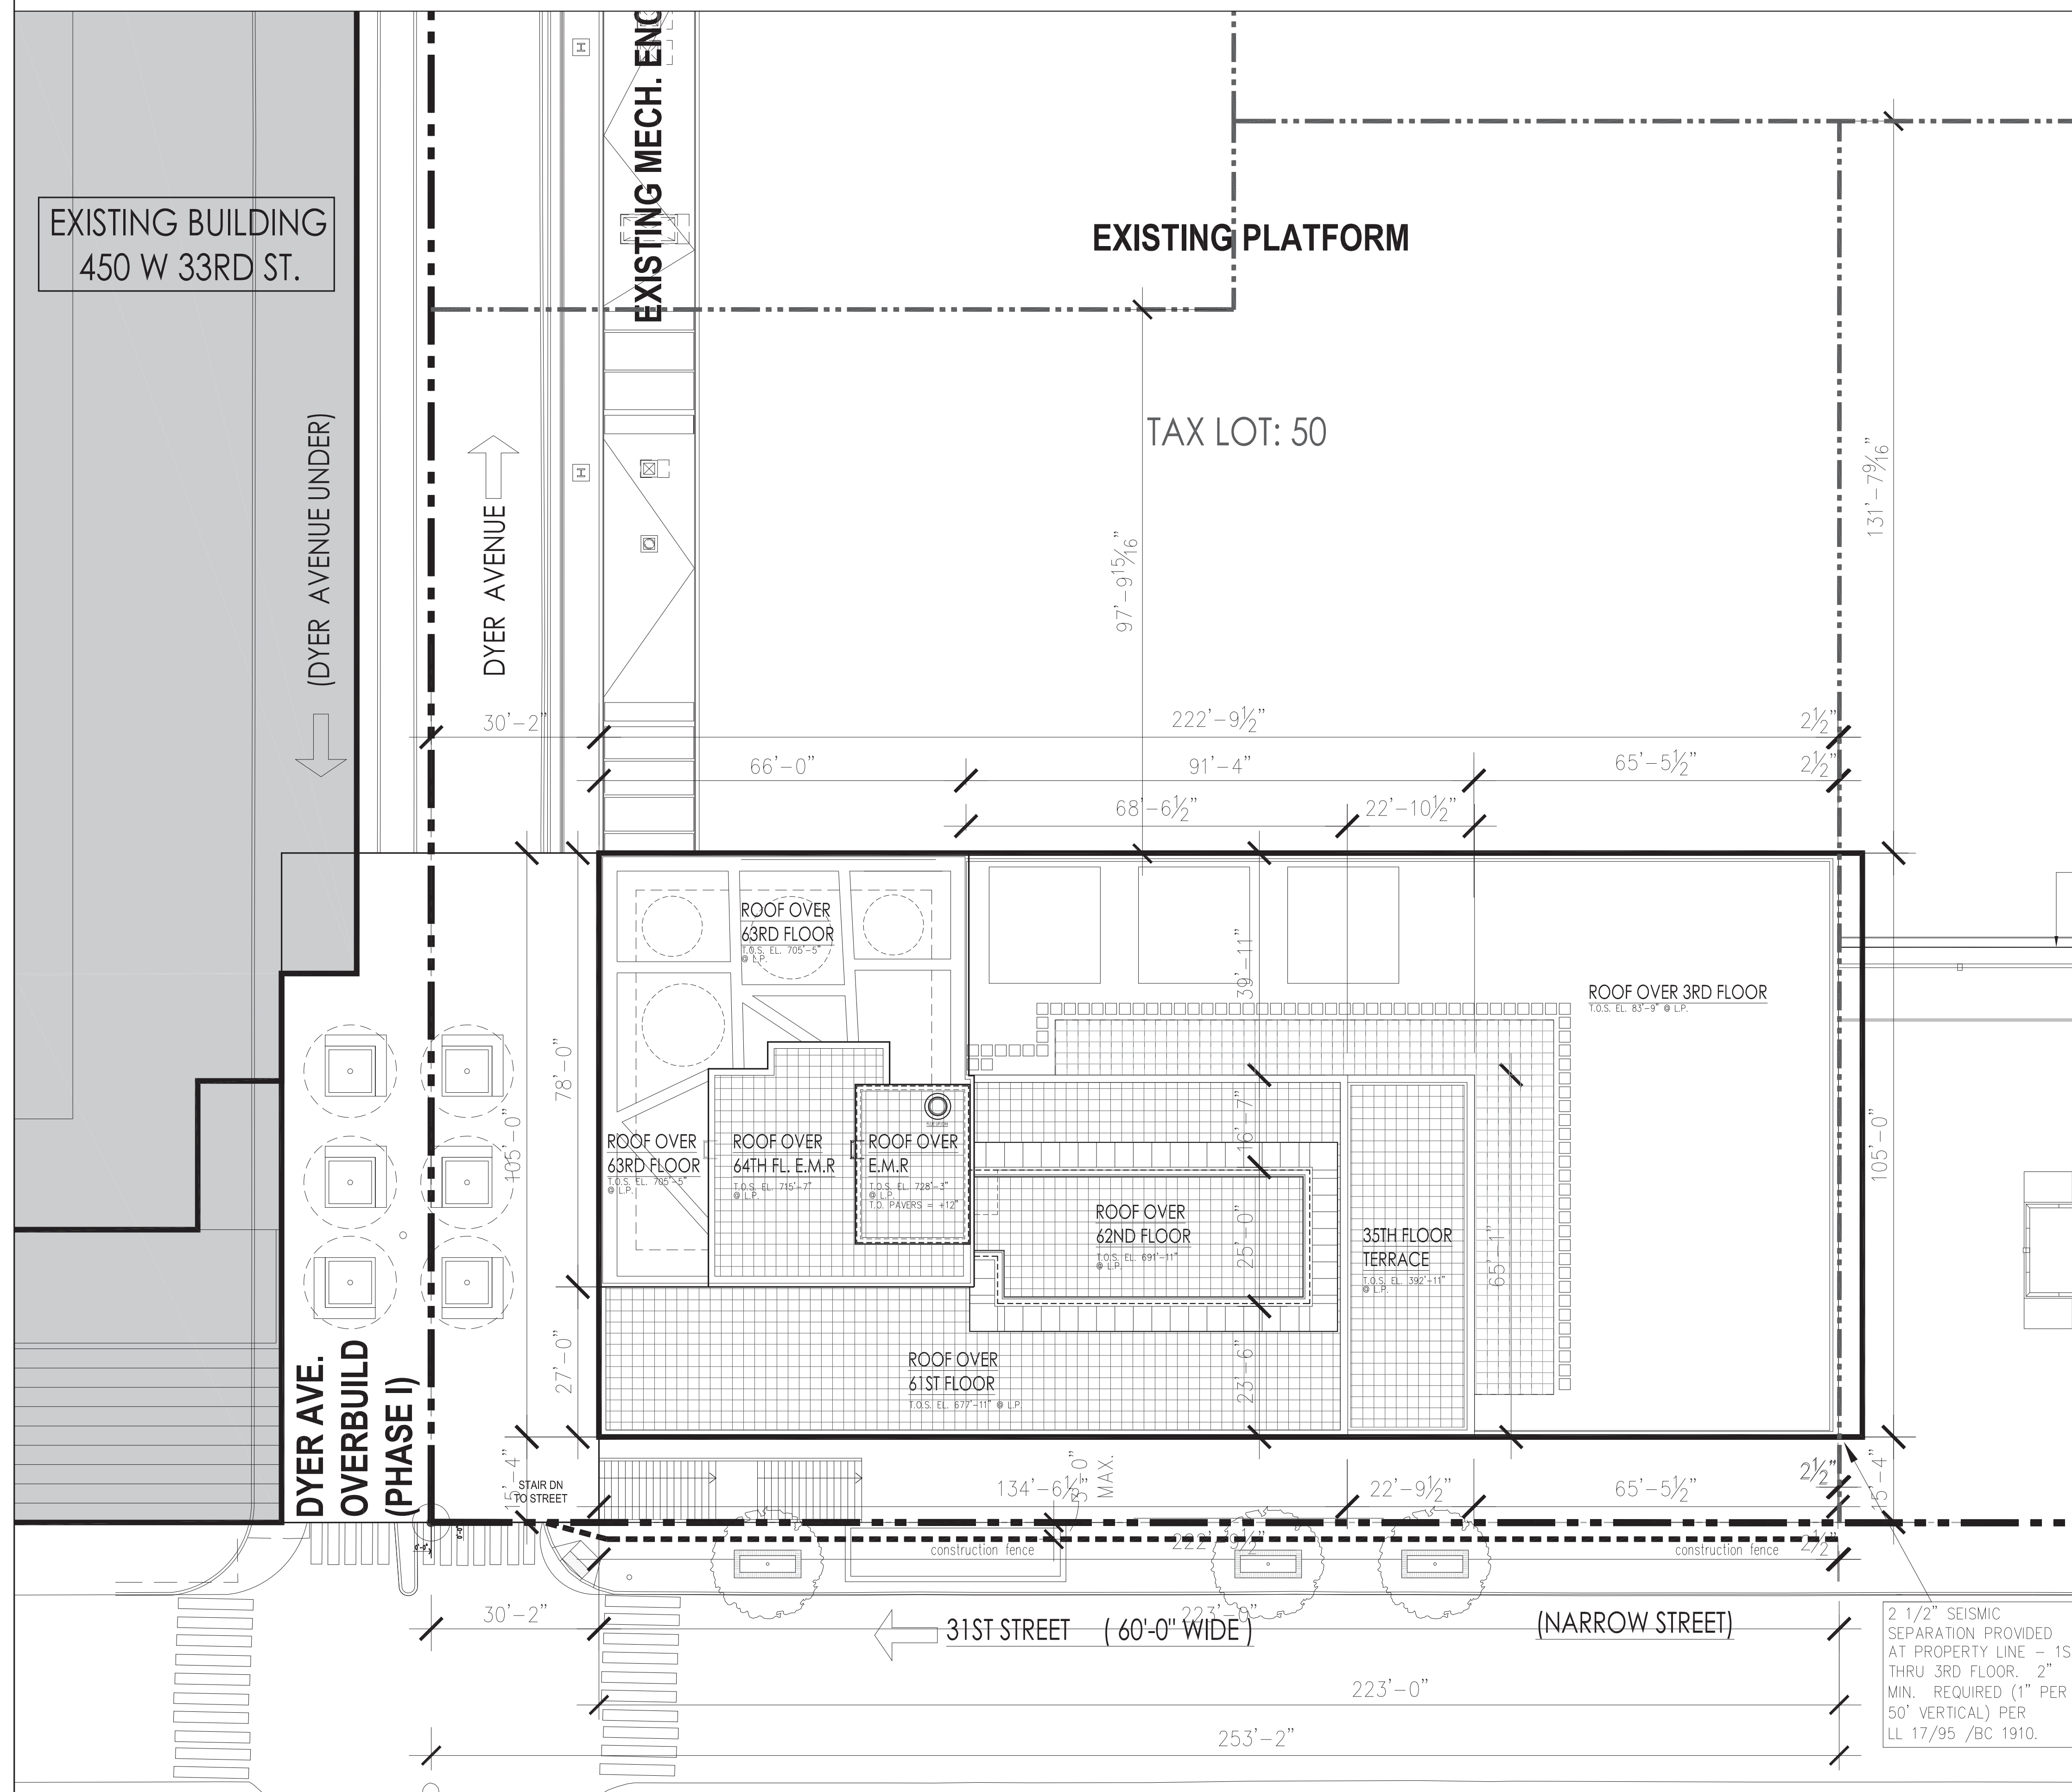 EXISTING MECH. ENC
EXISTING BUILDING
450 W 33RD ST.
EXISTING PLATFORM
TAX LOT: 50
(DYER AVENUE UNDER)
DYER AVENUE
131'-7 9/16"
97'-9 15/16"
30'-2"
222'-9½"
2½"
66'-0"
91'-4"
65'-5½"
2½"
68'-6½"
22'-10½"
ROOF OVER
63RD FLOOR
T.O.S. EL. 705'-5"
@ L.P.
39'-11"
ROOF OVER 3RD FLOOR
T.O.S. EL. 83'-9" @ L.P.
78'-0"
105'-0"
ROOF OVER
63RD FLOOR
T.O.S. EL. 705'-5"
@ L.P.
ROOF OVER
64TH FL. E.M.R
T.O.S. EL. 715'-7"
@ L.P.
ROOF OVER
E.M.R
T.O.S. EL. 728'-3"
@ L.P.
T.O. PAVERS = +12"
16'-7"
105'-0"
ROOF OVER
62ND FLOOR
T.O.S. EL. 691'-11"
@ L.P.
25'-0"
35TH FLOOR
TERRACE
T.O.S. EL. 392'-11"
@ L.P.
65'-1"
27'-0"
ROOF OVER
61ST FLOOR
T.O.S. EL. 677'-11" @ L.P.
23'-6"
DYER AVE.
OVERBUILD
(PHASE I)
15'-4"
STAIR DN
TO STREET
134'-6½"
5'-0"
MAX.
22'-9½"
65'-5½"
2½"
15'-4"
0'-0"
0'-0"
222'-9½"
2½"
construction fence
construction fence
30'-2"
223'-0"
31ST STREET ( 60'-0" WIDE )
(NARROW STREET)
2 1/2" SEISMIC
SEPARATION PROVIDED
AT PROPERTY LINE – 1S
THRU 3RD FLOOR. 2"
MIN. REQUIRED (1" PER
50' VERTICAL) PER
LL 17/95 /BC 1910.
223'-0"
253'-2"
H
H